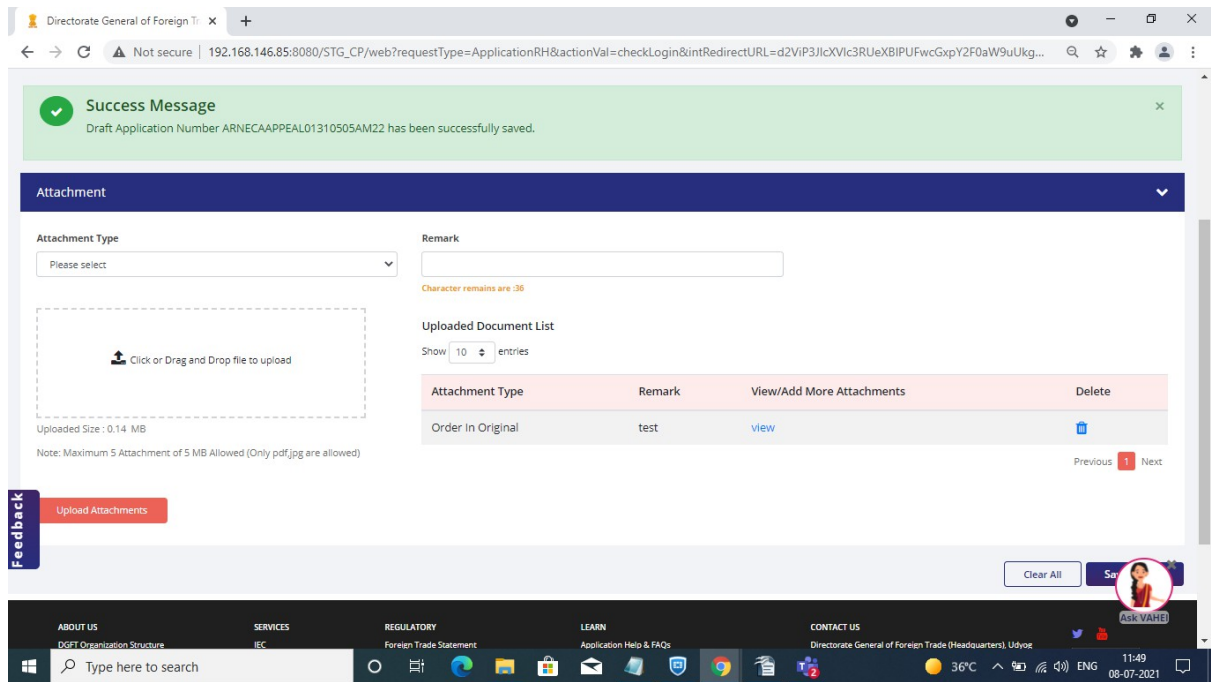 Directorate General of Foreign Tr
Not secure | 192.168.146.85:8080/STG_CP/web?requestType=ApplicationRH&actionVal=checkLogin&intRedirectURL=
Success Message
Draft Application Number ARNECAAPPEAL01310505AM22 has been successfully saved.
Attachment
Attachment Type
Remark
Please select
Character remains are :36
Click or Drag and Drop file to upload
Uploaded Document List
Show 10 entries
Attachment Type Remark View/Add More Attachments Delete
Order In Original test view
Uploaded Size : 0.14 MB
Note: Maximum 5 Attachment of 5 MB Allowed (Only pdf,jpg are allowed)
Previous 1 Next
Upload Attachments
Feedback
Clear All
Ask VAHEI
ABOUT US SERVICES REGULATORY LEARN CONTACT US
DGFT Organization Structure IEC Foreign Trade Statement Application Help & FAQs Directorate General of Foreign Trade (Headquarters), Udyog
Type here to search
36°C ENG
11:49
08-07-2021